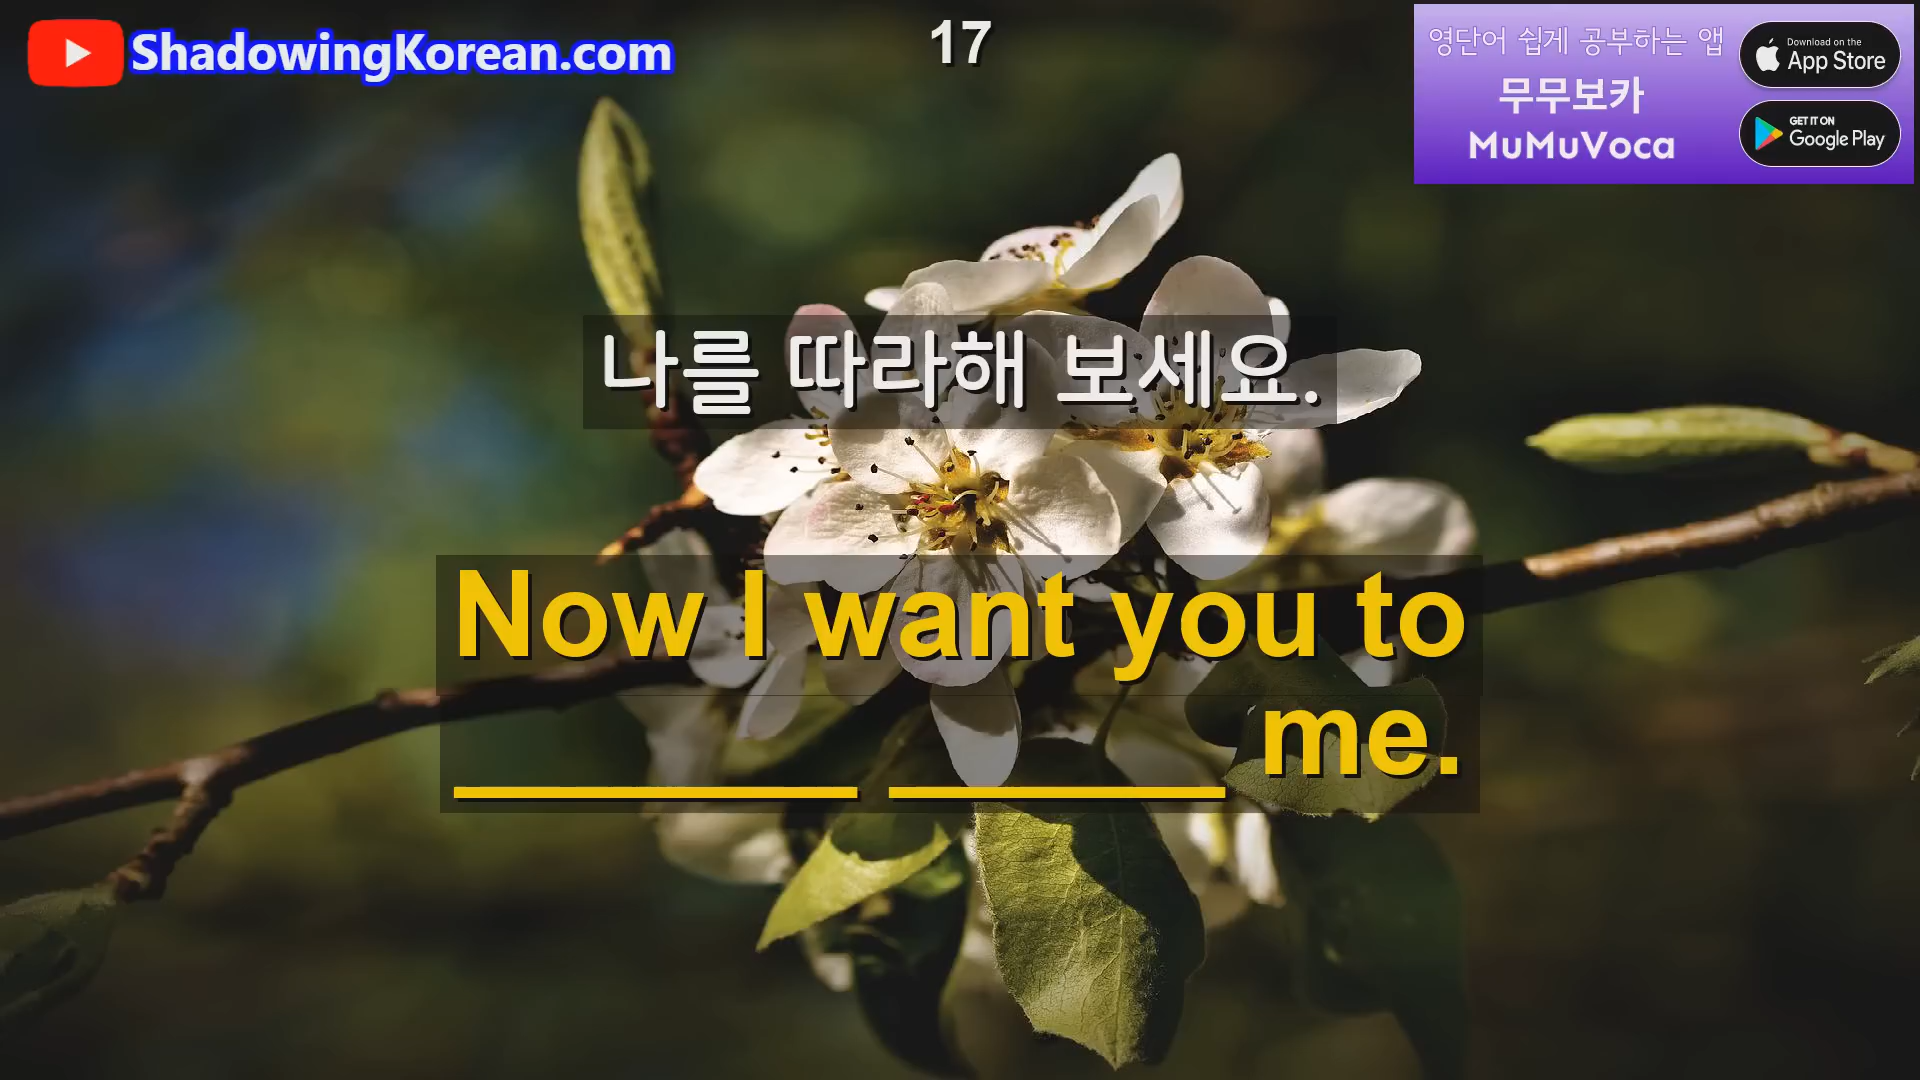 ShadowingKorean.com
17
영단어 쉽게 공부하는 앱
무무보카
MuMuVoca
Download on the
App Store
GET IT ON
Google Play
나를 따라해 보세요.
Now I want you to
____________ __________ me.